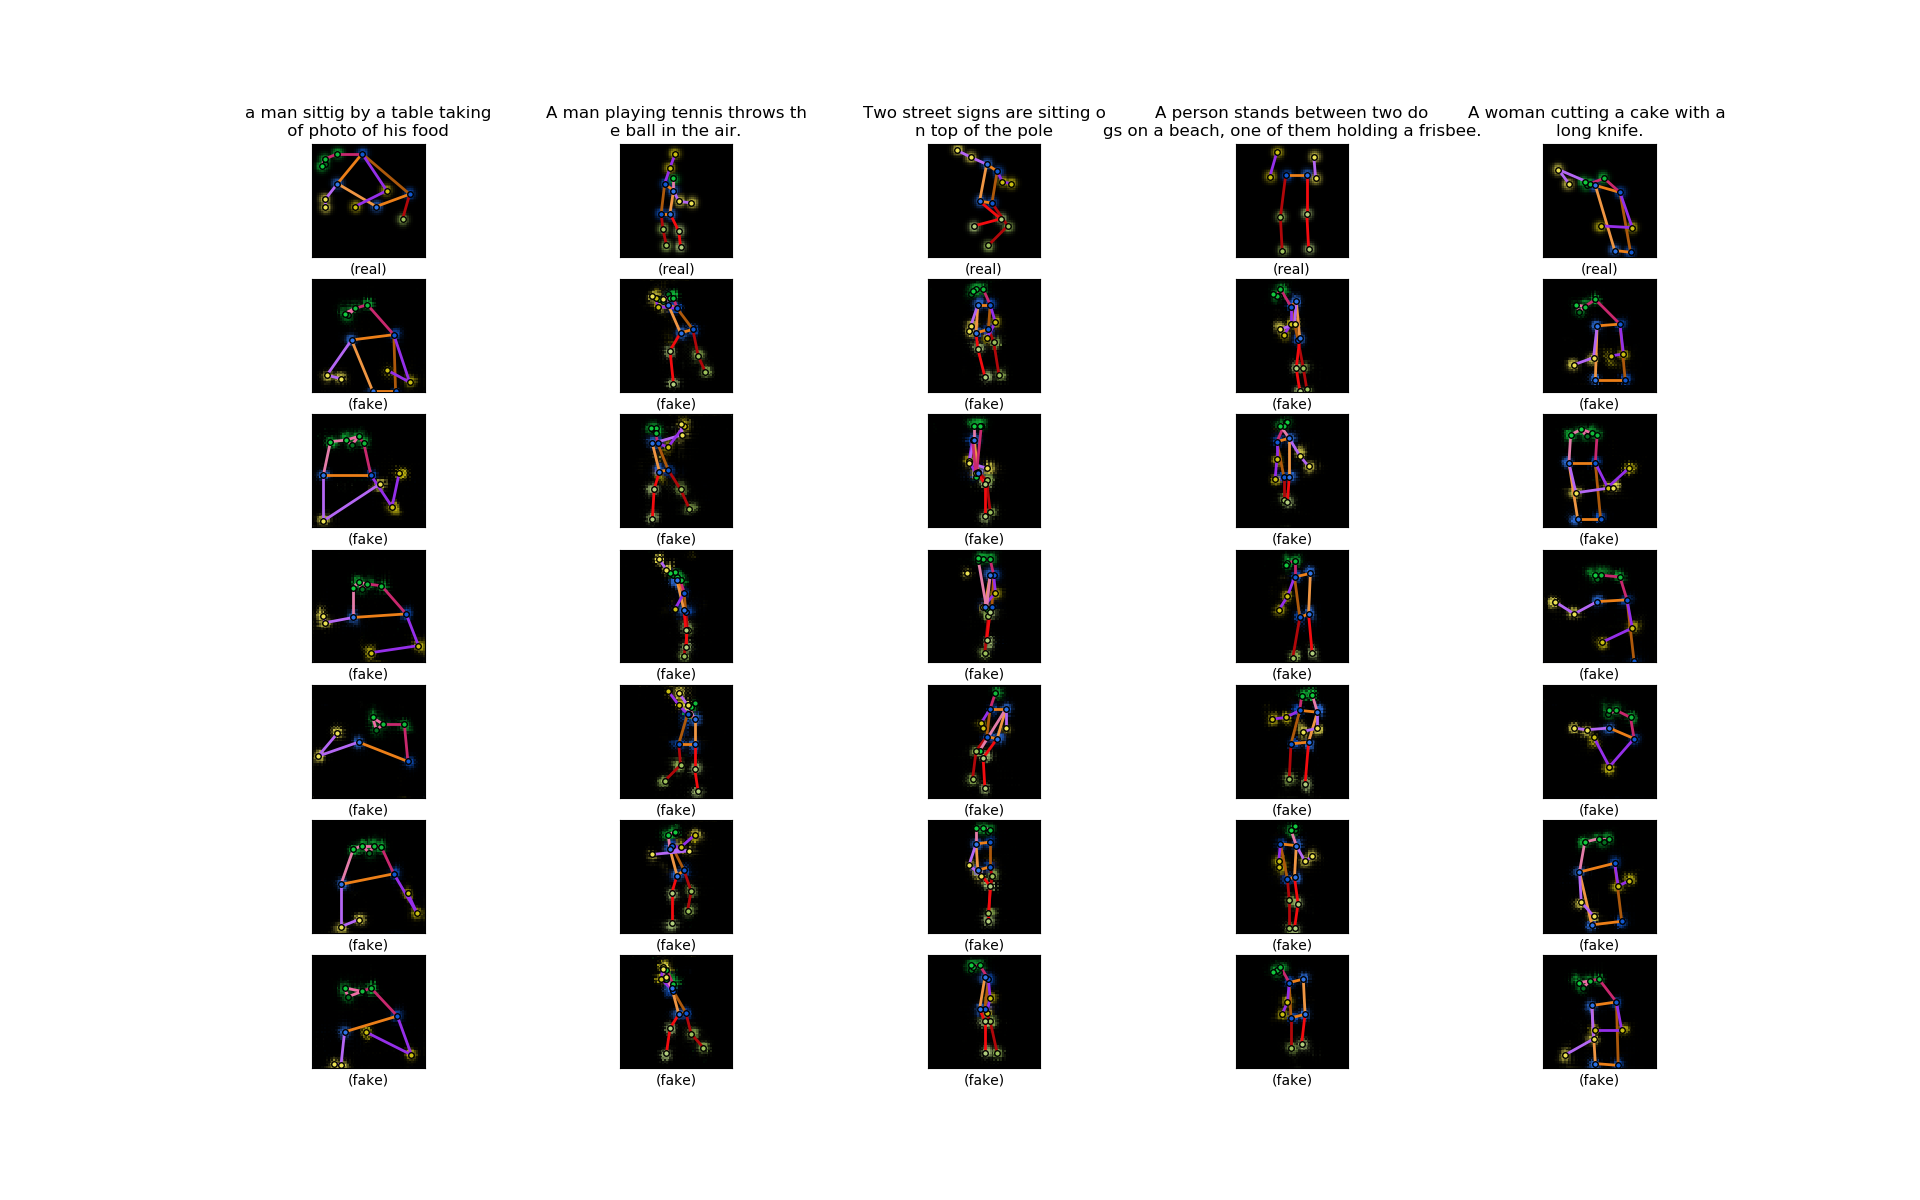 a man sittig by a table taking
of photo of his food
A man playing tennis throws th
e ball in the air.
Two street signs are sitting o
n top of the pole
A person stands between two do
gs on a beach, one of them holding a frisbee.
A woman cutting a cake with a
long knife.
(real) (real) (real) (real) (real)
(fake) (fake) (fake) (fake) (fake)
(fake) (fake) (fake) (fake) (fake)
(fake) (fake) (fake) (fake) (fake)
(fake) (fake) (fake) (fake) (fake)
(fake) (fake) (fake) (fake) (fake)
(fake) (fake) (fake) (fake) (fake)